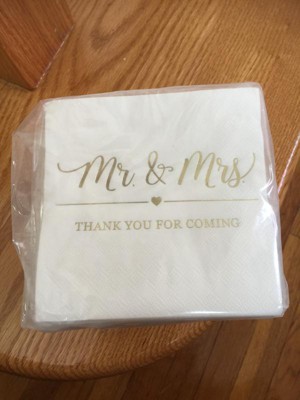 Mr. & Mrs.
THANK YOU FOR COMING